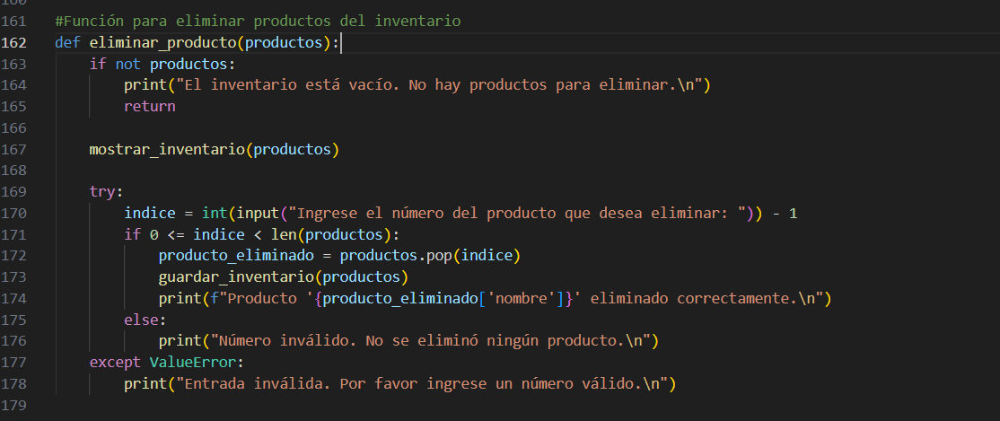 160
161 #Función para eliminar productos del inventario
162 def eliminar_producto(productos):
163     if not productos:
164         print("El inventario está vacío. No hay productos para eliminar.\n")
165         return
166
167     mostrar_inventario(productos)
168
169     try:
170         indice = int(input("Ingrese el número del producto que desea eliminar: ")) - 1
171         if 0 <= indice < len(productos):
172             producto_eliminado = productos.pop(indice)
173             guardar_inventario(productos)
174             print(f"Producto '{producto_eliminado['nombre']}' eliminado correctamente.\n")
175         else:
176             print("Número inválido. No se eliminó ningún producto.\n")
177     except ValueError:
178         print("Entrada inválida. Por favor ingrese un número válido.\n")
179